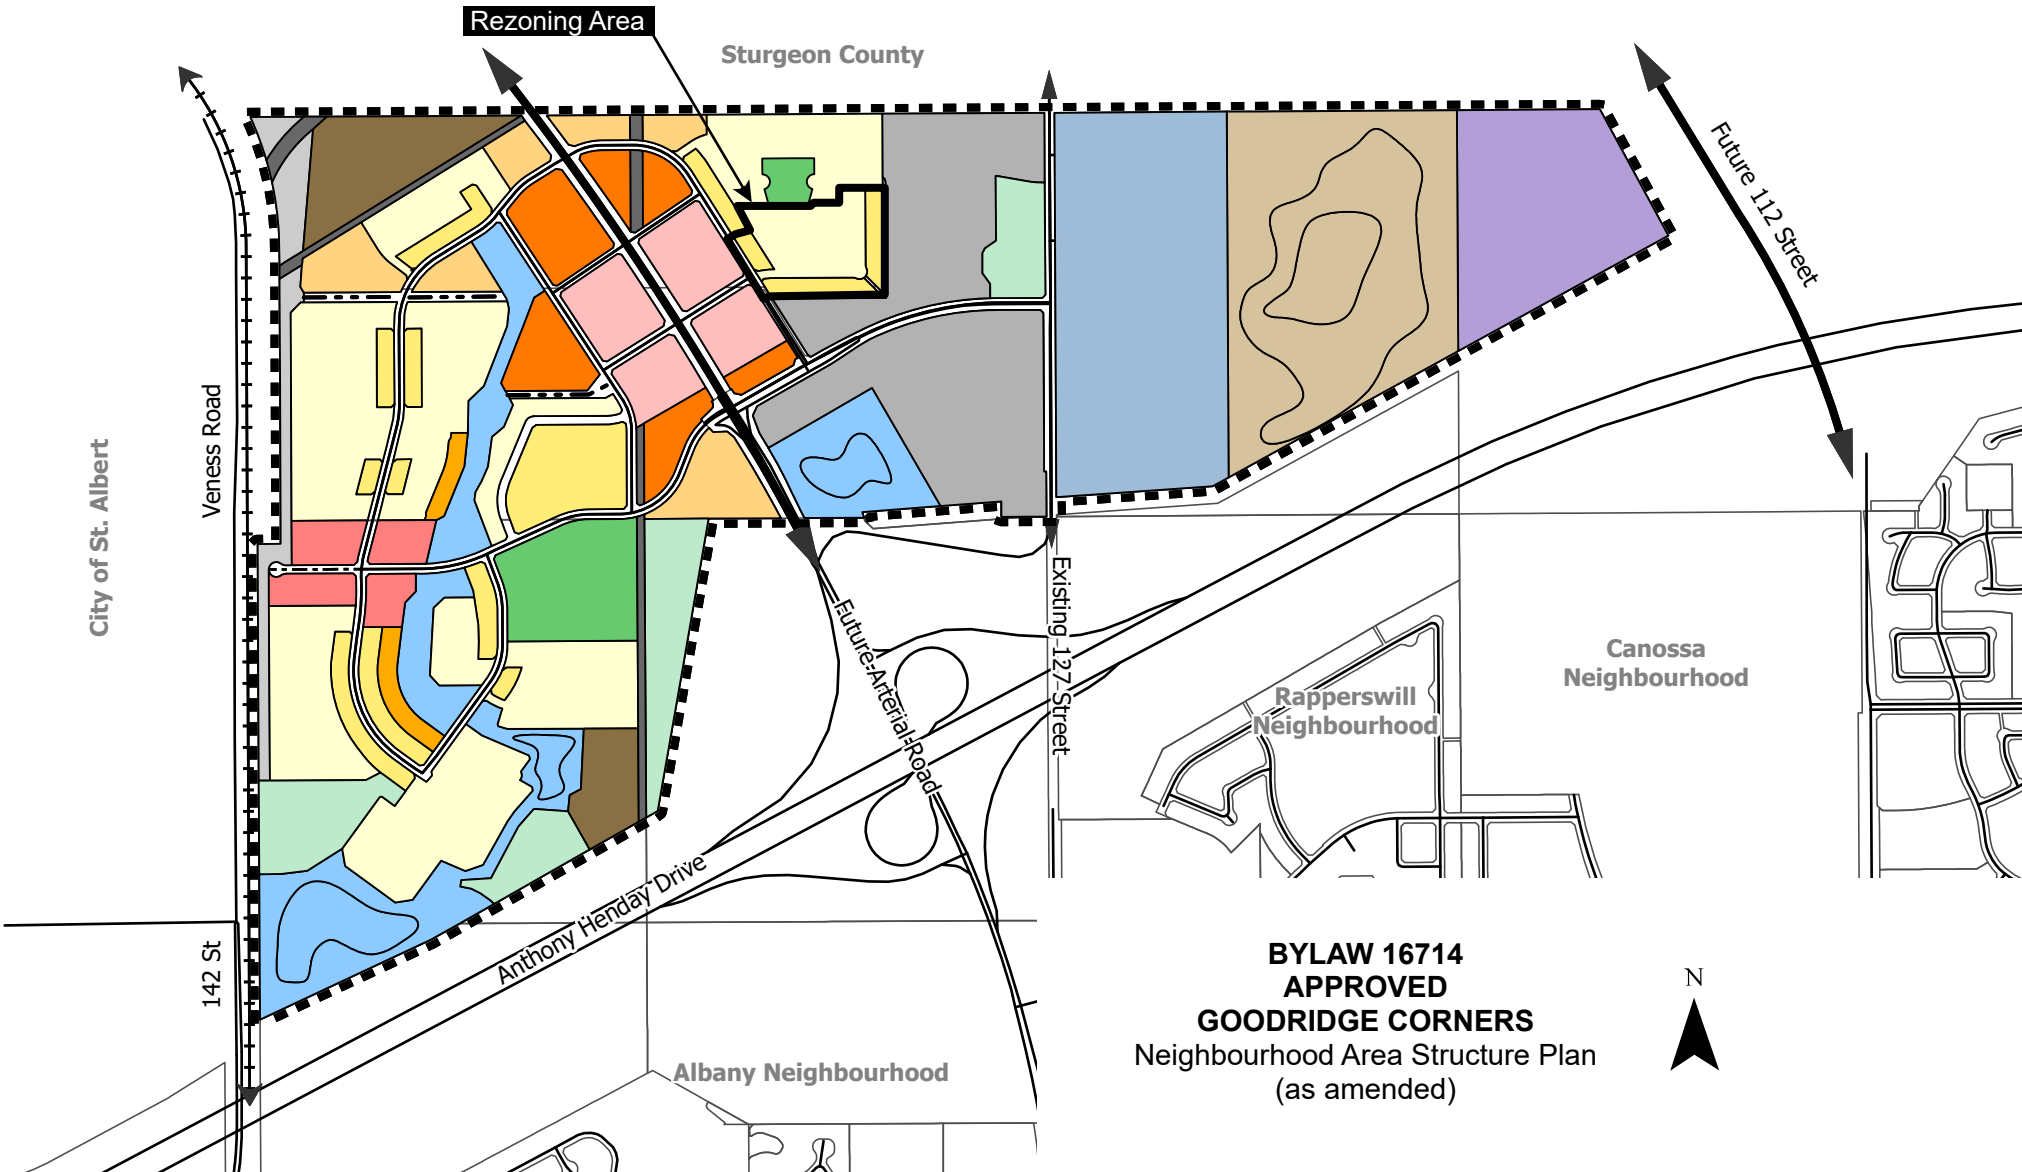 Rezoning Area
Sturgeon County
Future 112 Street
Veness Road
City of St. Albert
Existing 127 Street
Future Arterial Road
Canossa
Neighbourhood
Rapperswill
Neighbourhood
Anthony Henday Drive
142 St
BYLAW 16714
APPROVED
GOODRIDGE CORNERS
Neighbourhood Area Structure Plan
(as amended)
N
Albany Neighbourhood